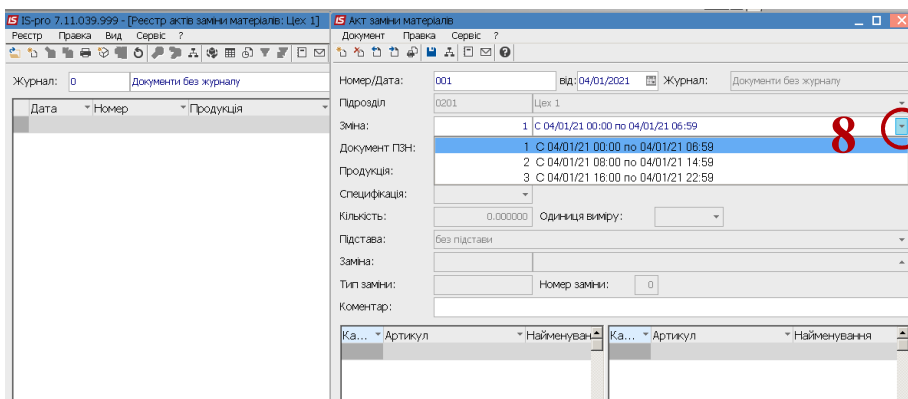 IS-pro 7.11.039.999 - [Реєстр актів заміни матеріалів: Цех 1]
Реєстр Правка Вид Сервіс ?
Журнал: 0 Документи без журналу
Дата Номер Продукція
Акт заміни матеріалів
Документ Правка Сервіс ?
Номер/Дата: 001 від: 04/01/2021 Журнал: Документи без журналу
Підрозділ 0201 Цех 1
Зміна: 1 С 04/01/21 00:00 по 04/01/21 06:59
8
1 С 04/01/21 00:00 по 04/01/21 06:59
2 С 04/01/21 08:00 по 04/01/21 14:59
3 С 04/01/21 16:00 по 04/01/21 22:59
Документ ПЗН:
Продукція:
Специфікація:
Кількість: 0.000000 Одиниця виміру:
Підстава: без підстави
Заміна:
Тип заміни: Номер заміни: 0
Коментар:
Ка... Артикул Найменуван
Ка... Артикул Найменування